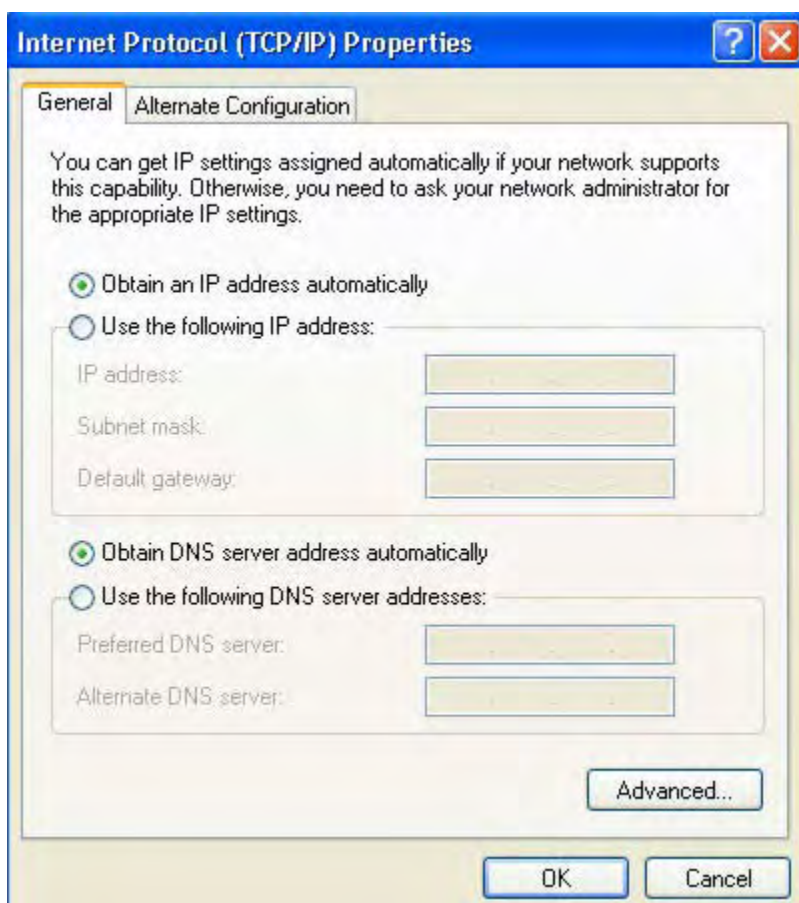 Internet Protocol (TCP/IP) Properties
General
Alternate Configuration
You can get IP settings assigned automatically if your network supports
this capability. Otherwise, you need to ask your network administrator for
the appropriate IP settings.
Obtain an IP address automatically
Use the following IP address:
IP address:
Subnet mask:
Default gateway:
Obtain DNS server address automatically
Use the following DNS server addresses:
Preferred DNS server:
Alternate DNS server:
Advanced...
OK
Cancel